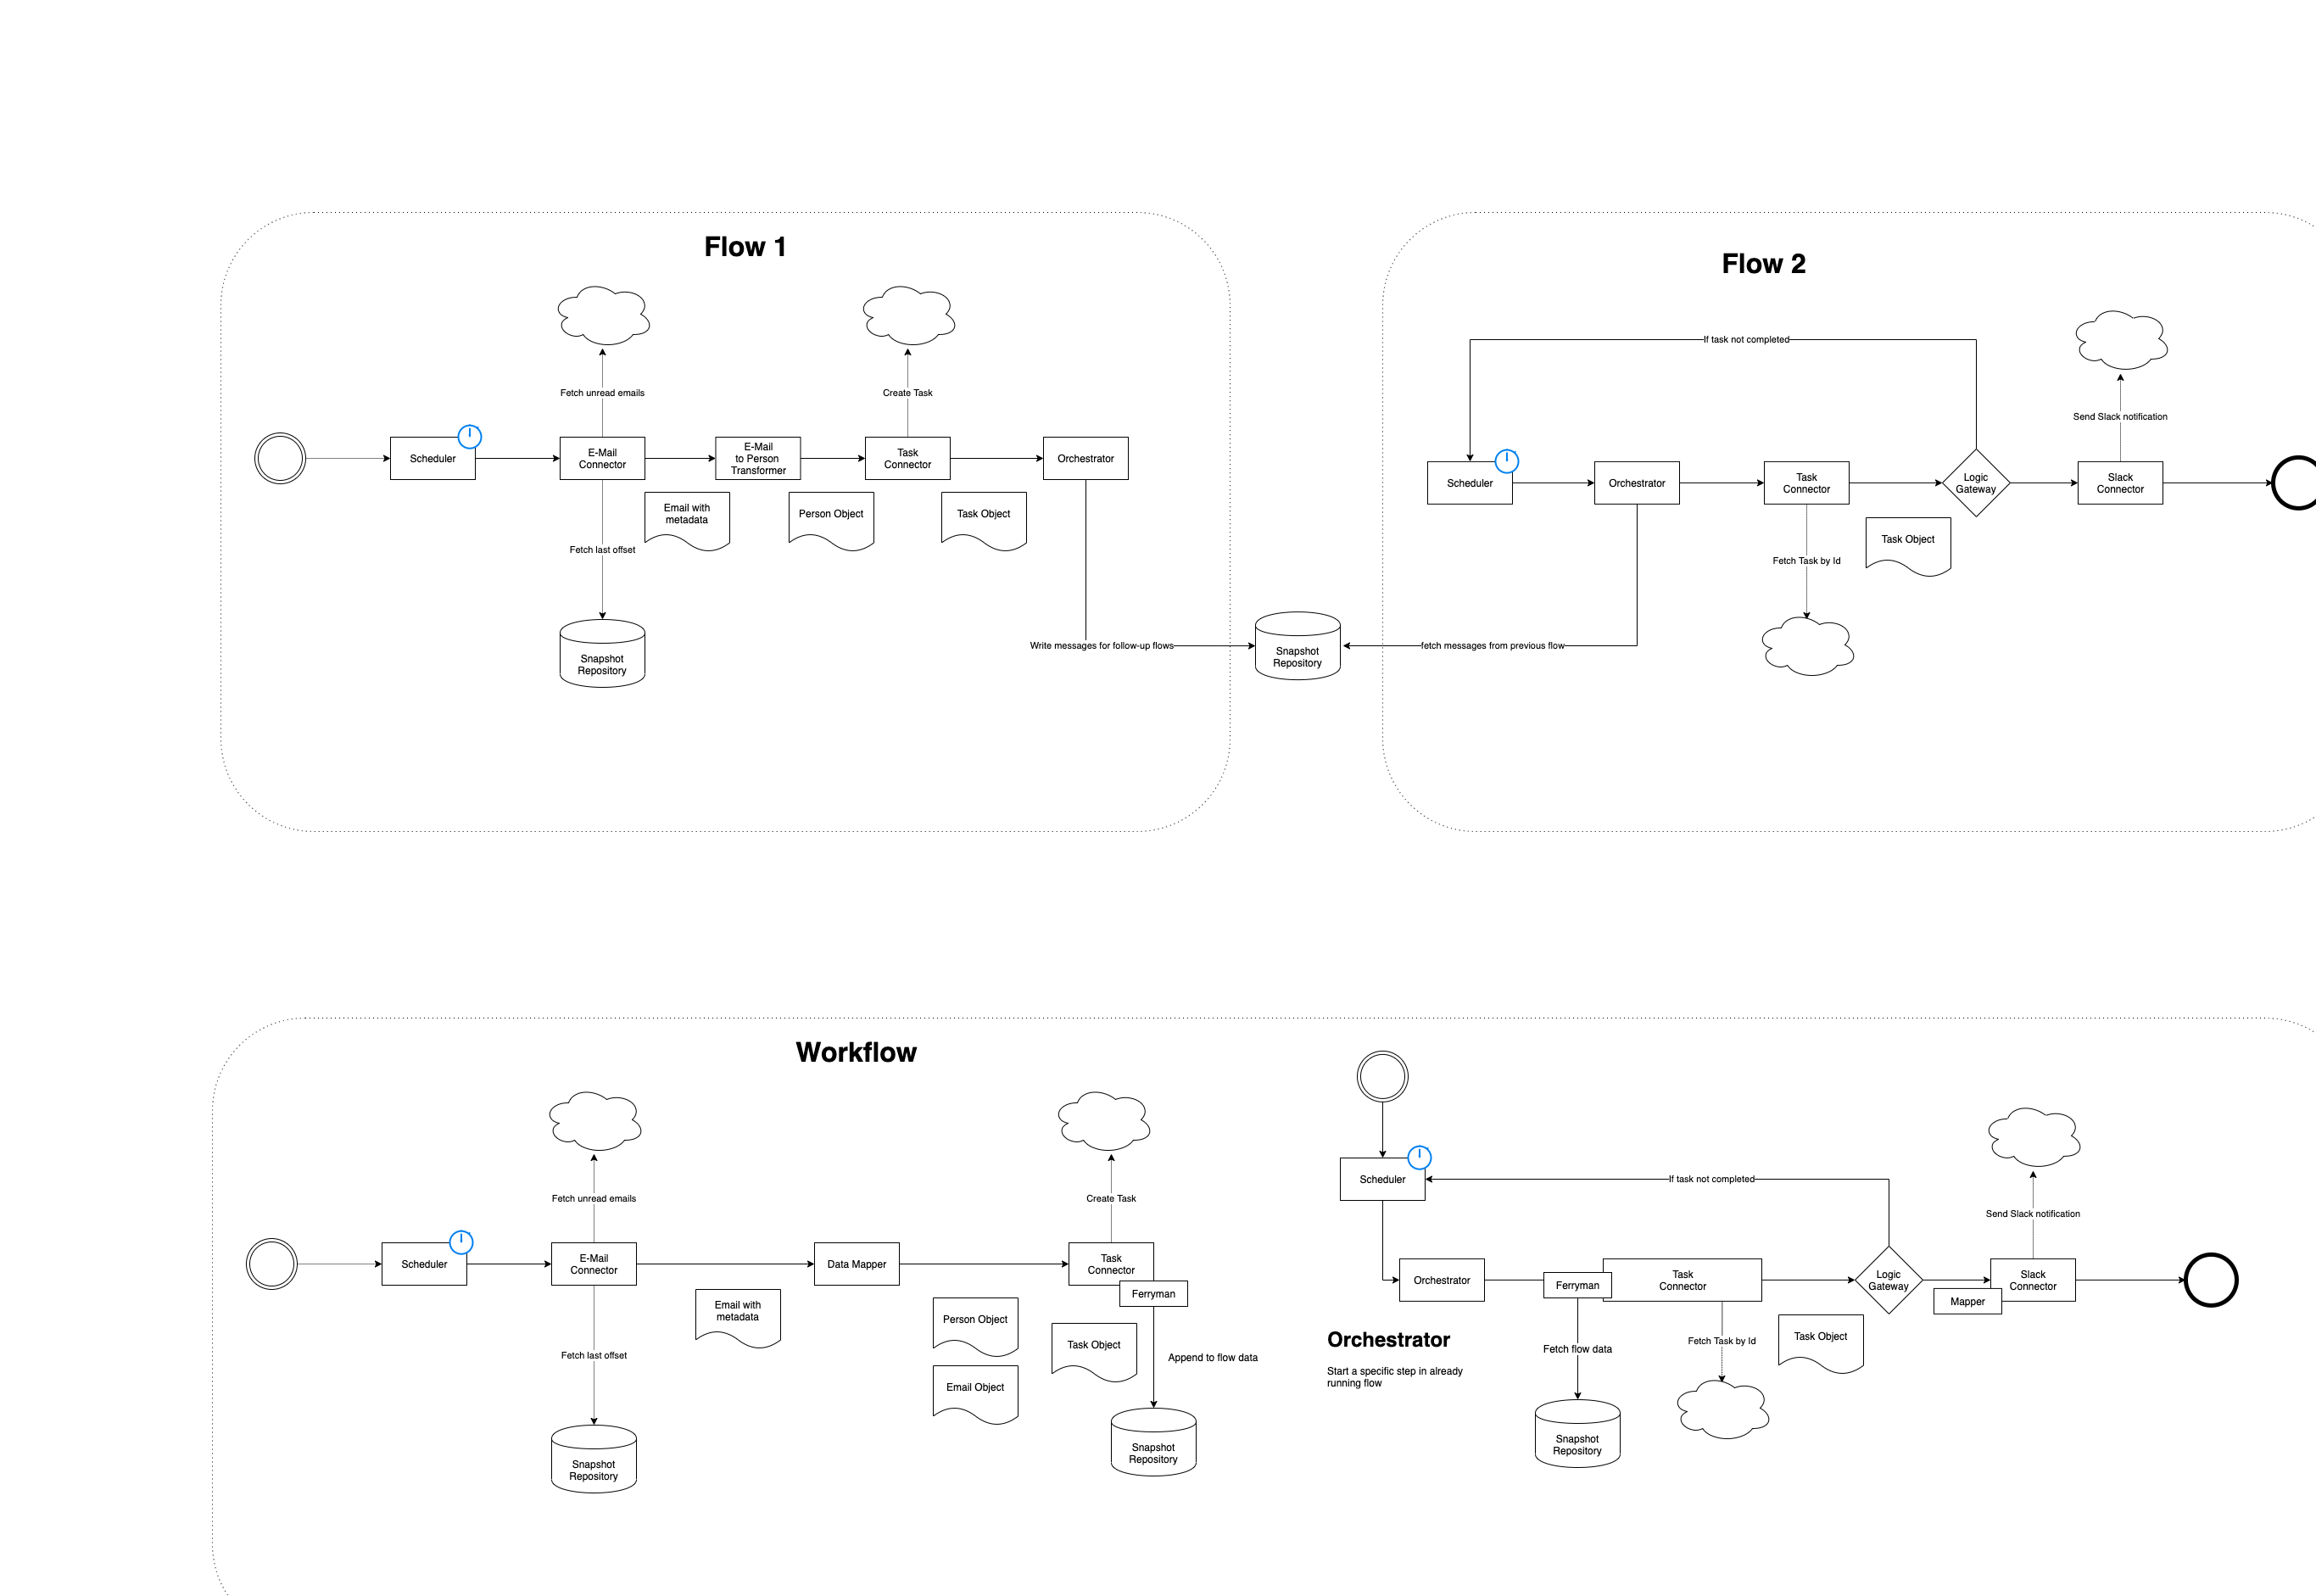 Flow 1
Fetch unread emails
Create Task
Scheduler
E-Mail
Connector
E-Mail
to Person
Transformer
Task
Connector
Orchestrator
Email with
metadata
Person Object
Task Object
Fetch last offset
Snapshot
Repository
Write messages for follow-up flows
Snapshot
Repository
Flow 2
If task not completed
Send Slack notification
Scheduler
Orchestrator
Task
Connector
Logic
Gateway
Slack
Connector
Task Object
Fetch Task by Id
fetch messages from previous flow
Workflow
Fetch unread emails
Create Task
Scheduler
E-Mail
Connector
Data Mapper
Task
Connector
Ferryman
Email with
metadata
Person Object
Email Object
Task Object
Append to flow data
Fetch last offset
Snapshot
Repository
Snapshot
Repository
Scheduler
If task not completed
Send Slack notification
Orchestrator
Ferryman
Task
Connector
Logic
Gateway
Slack
Connector
Mapper
Orchestrator
Start a specific step in already
running flow
Fetch flow data
Fetch Task by Id
Task Object
Snapshot
Repository